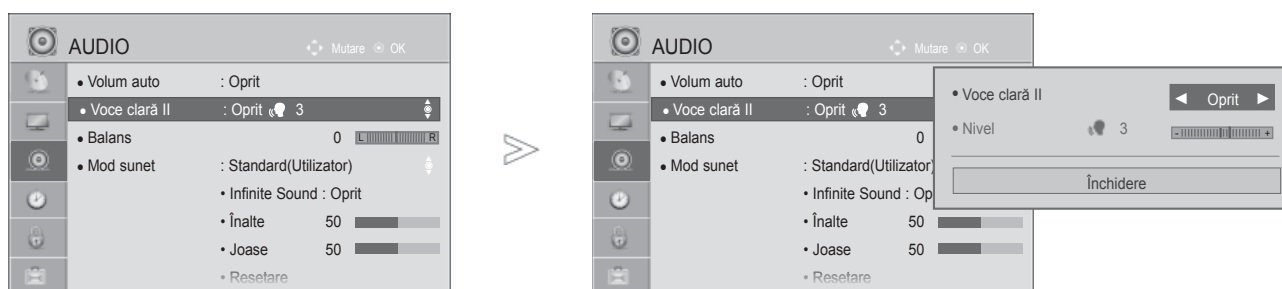 AUDIO Mutare OK
• Volum auto : Oprit
• Voce clară II : Oprit 3
• Balans 0 L R
• Mod sunet : Standard(Utilizator)
• Infinite Sound : Oprit
• Înalte 50
• Joase 50
• Resetare
AUDIO Mutare OK
• Volum auto : Oprit
• Voce clară II : Oprit 3
• Balans 0
• Mod sunet : Standard(Utilizator)
• Infinite Sound : Op
• Înalte 50
• Joase 50
• Resetare
• Voce clară II ◄ Oprit ►
• Nivel 3 - +
Închidere